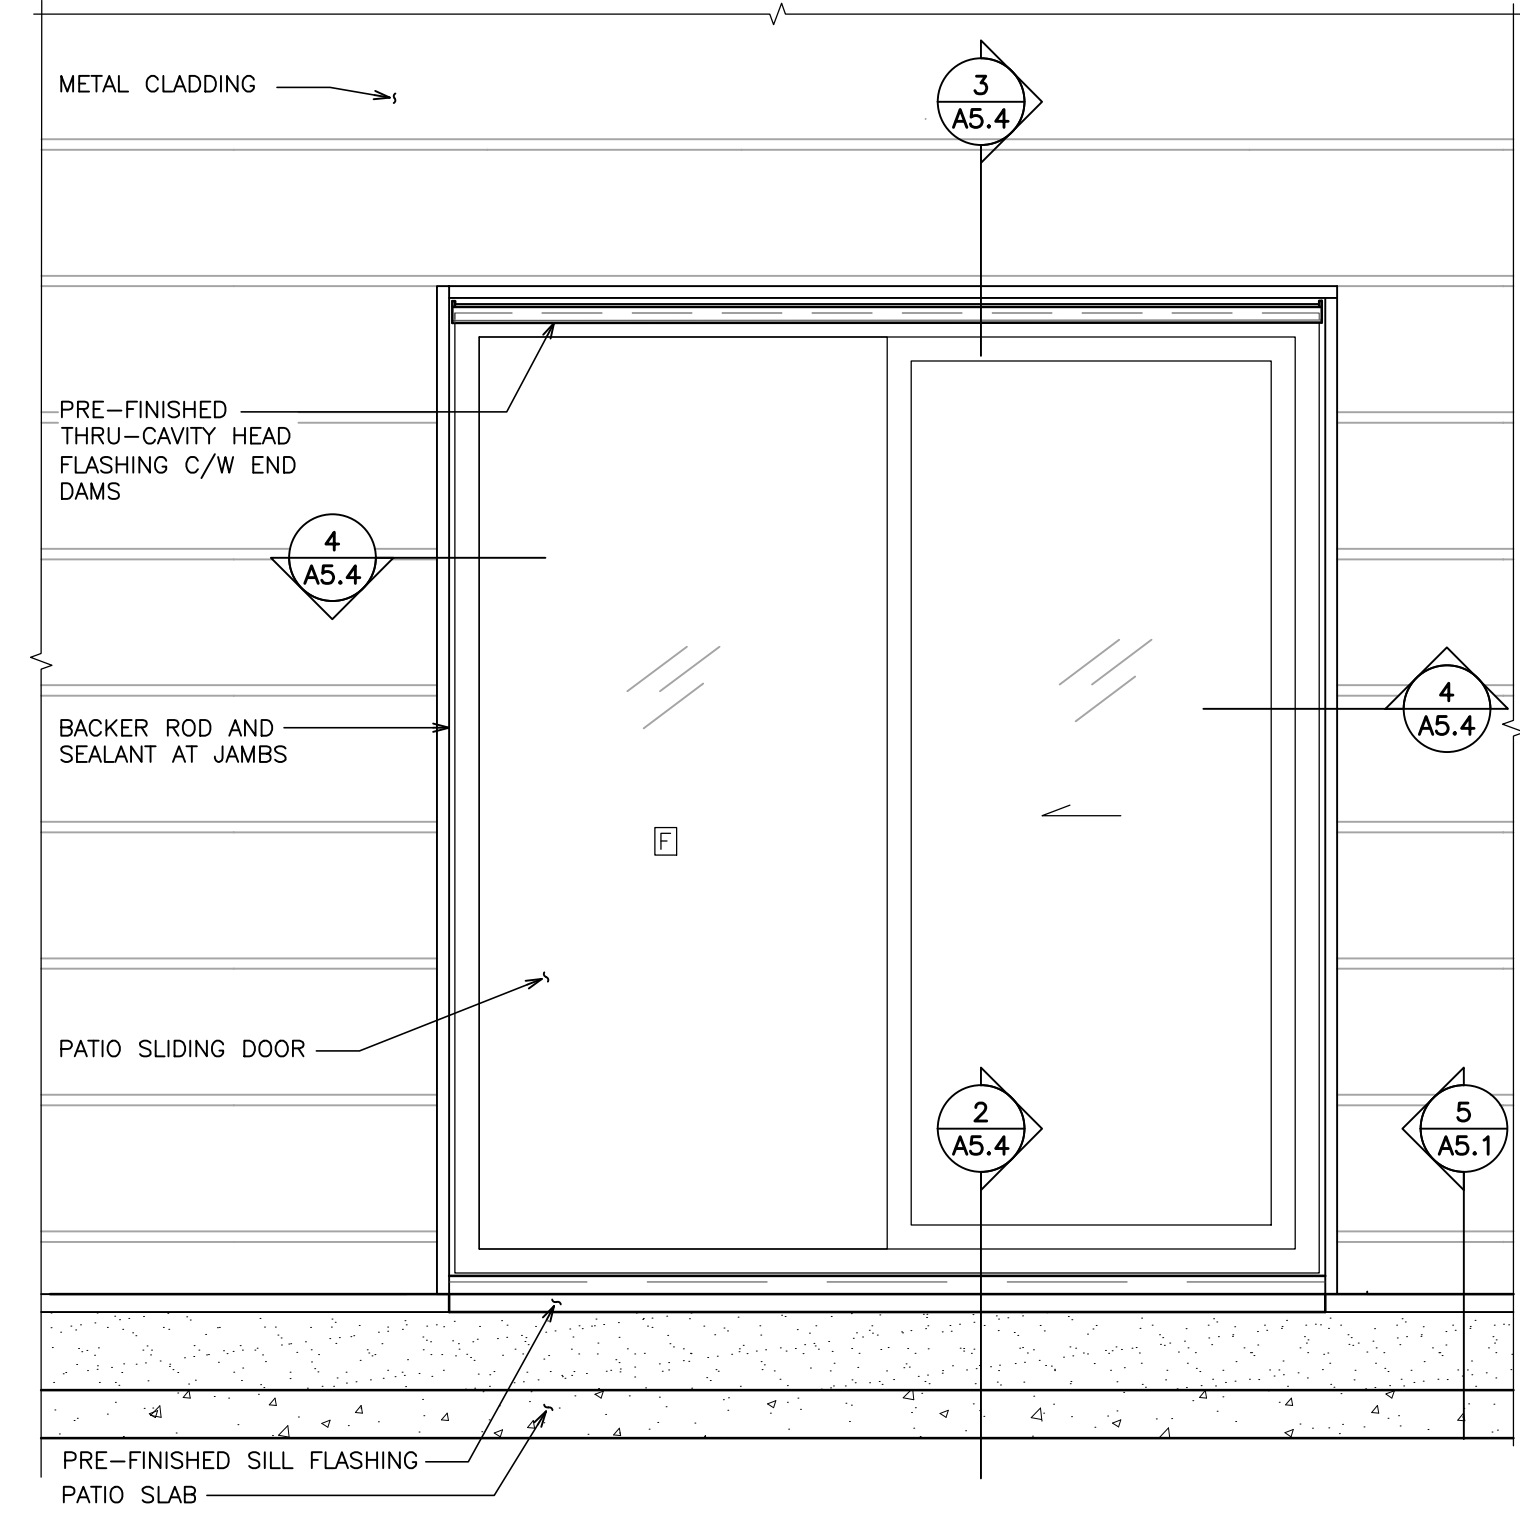 METAL CLADDING
3
A5.4
PRE-FINISHED
THRU-CAVITY HEAD
FLASHING C/W END
DAMS
4
A5.4
4
A5.4
BACKER ROD AND
SEALANT AT JAMBS
F
PATIO SLIDING DOOR
2
A5.4
5
A5.1
PRE-FINISHED SILL FLASHING
PATIO SLAB